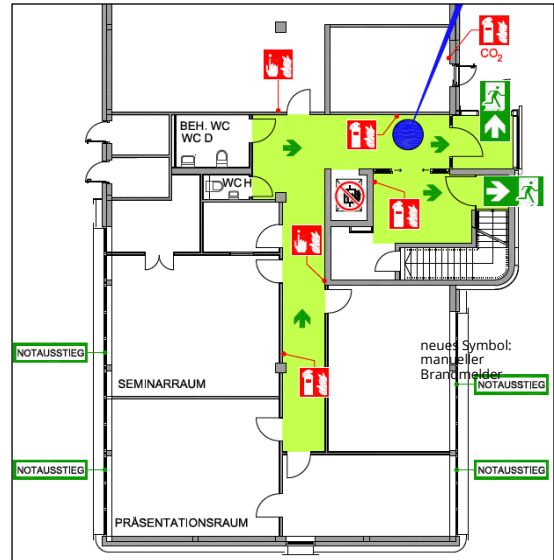 CO2
BEH. WC
WC D
WC H
neues Symbol:
manueller
Brandmelder
NOTAUSSTIEG
SEMINARRAUM
NOTAUSSTIEG
NOTAUSSTIEG
NOTAUSSTIEG
PRÄSENTATIONSRAUM